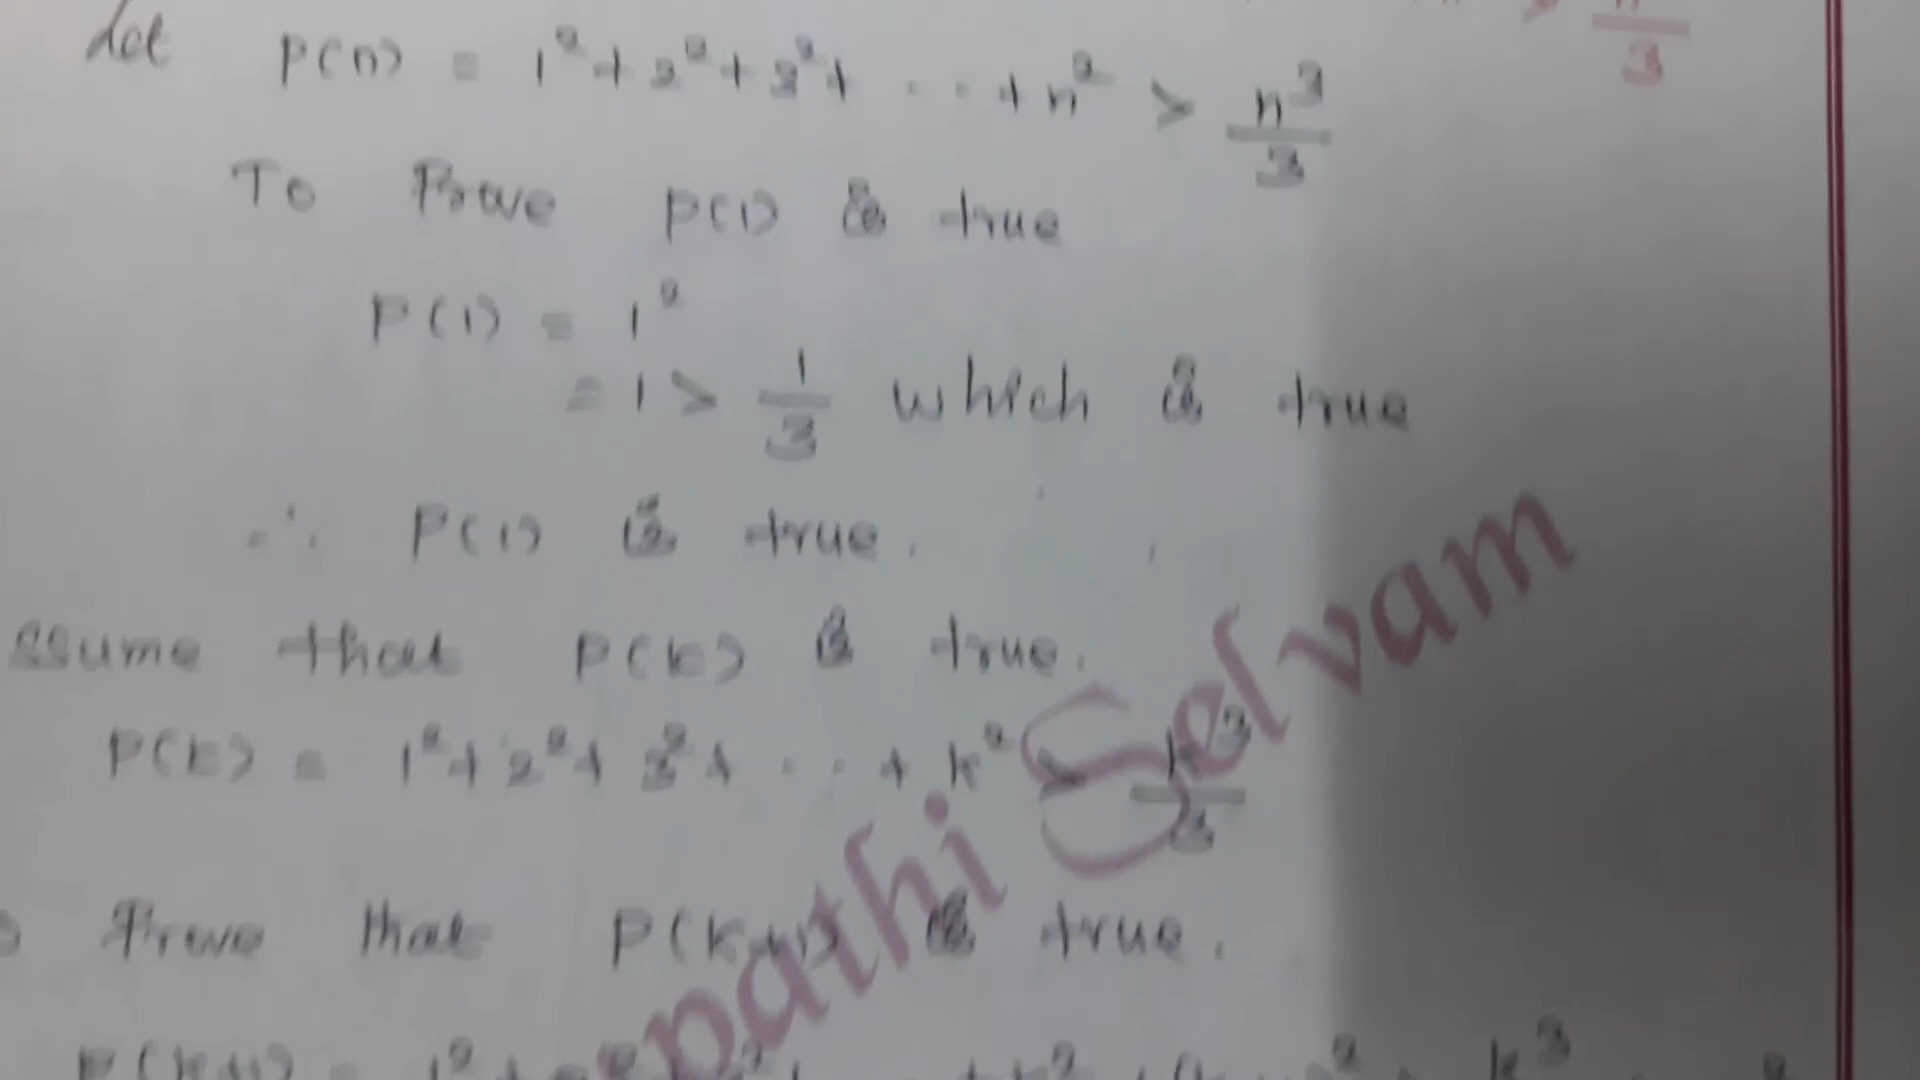 Let P(n) = 1² + 2² + 3² + ... + n² > n³/3
To Prove P(1) is true
P(1) = 1²
= 1 > 1/3 which is true
∴ P(1) is true.
ssume that P(k) is true.
P(k) = 1² + 2² + 3² + ... + k² > k³/3
Prove that P(k+1) is true.
P(k+1) = 1² +
pathi Selvam